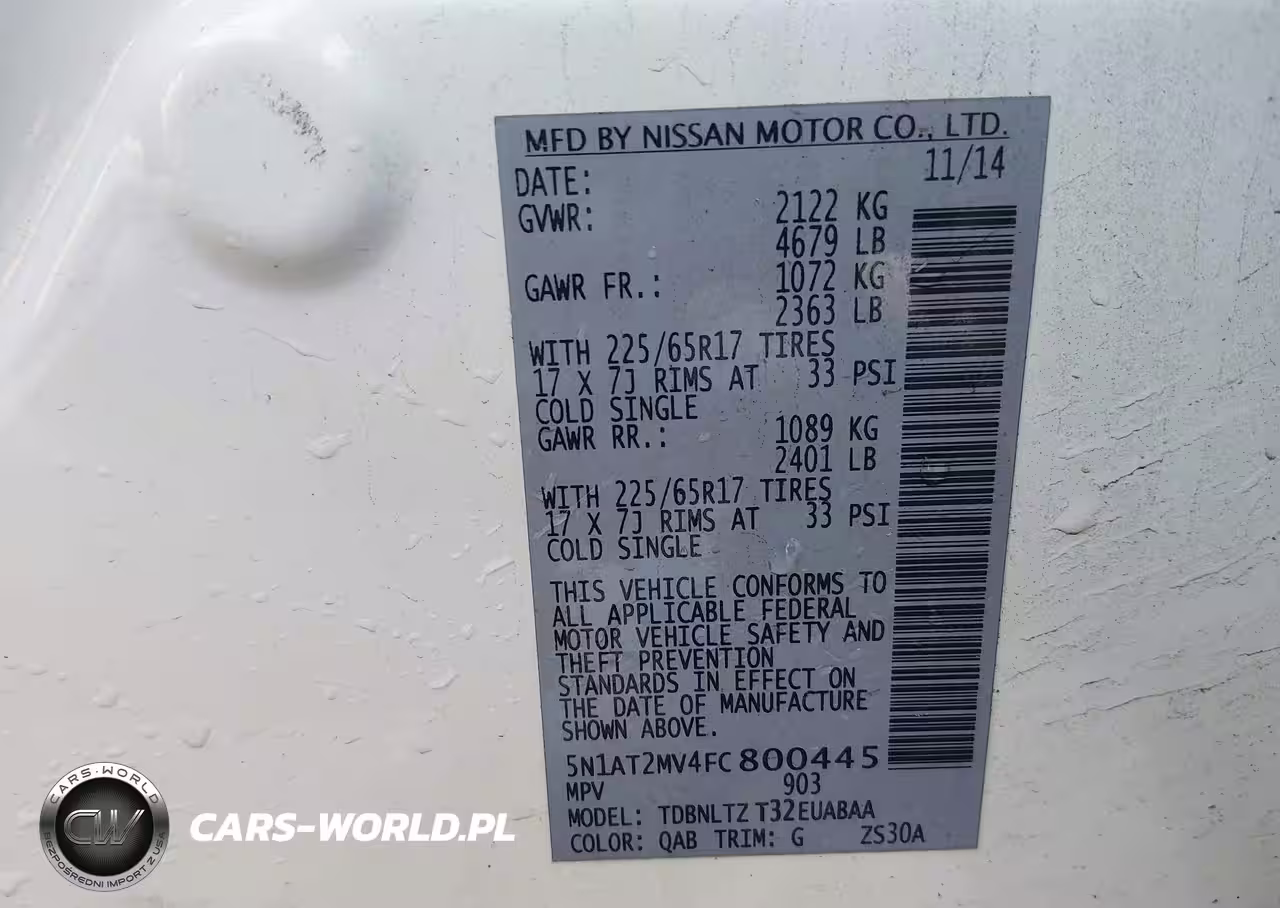 MFD BY NISSAN MOTOR CO., LTD.
DATE: 11/14
GVWR: 2122 KG
4679 LB
GAWR FR.: 1072 KG
2363 LB
WITH 225/65R17 TIRES
17 X 7J RIMS AT 33 PSI
COLD SINGLE
GAWR RR.: 1089 KG
2401 LB
WITH 225/65R17 TIRES
17 X 7J RIMS AT 33 PSI
COLD SINGLE
THIS VEHICLE CONFORMS TO
ALL APPLICABLE FEDERAL
MOTOR VEHICLE SAFETY AND
THEFT PREVENTION
STANDARDS IN EFFECT ON
THE DATE OF MANUFACTURE
SHOWN ABOVE.
5N1AT2MV4FC800445
MPV 903
MODEL: TDBNLTZ T32EUABAA
COLOR: QAB TRIM: G ZS30A
CARS-WORLD
CW
BEZPOŚREDNI IMPORT Z USA
CARS-WORLD.PL